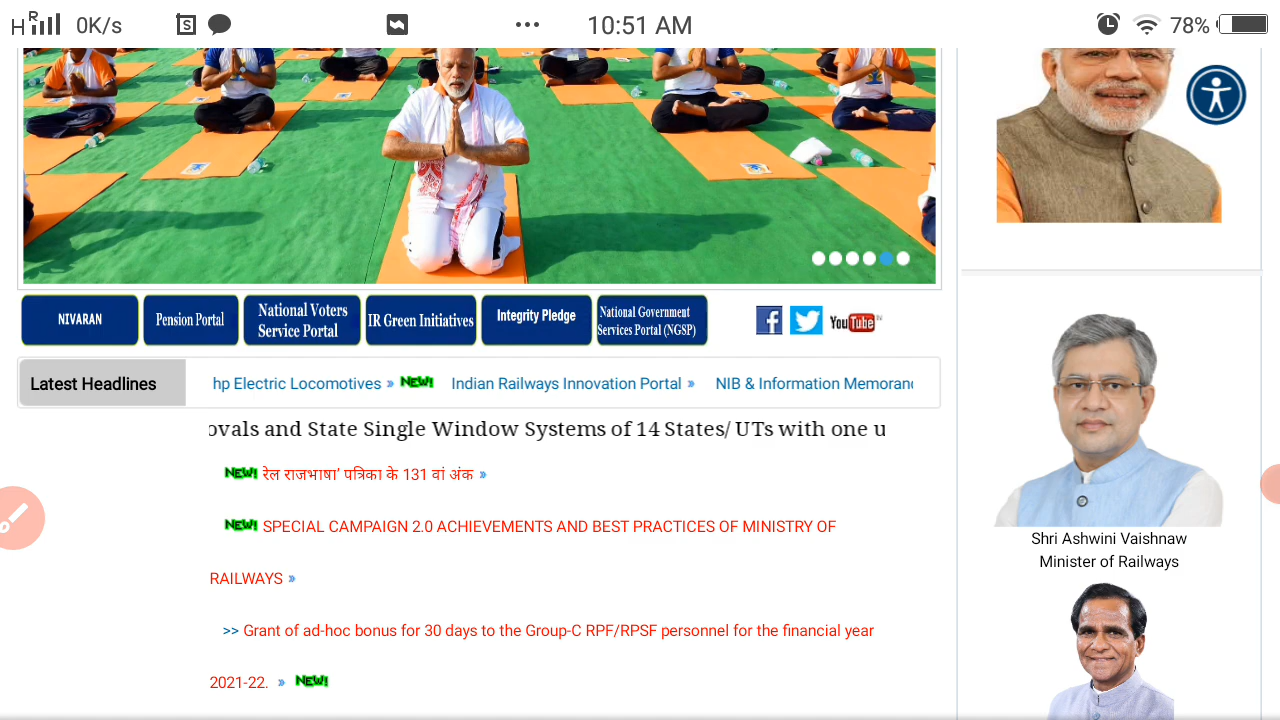 H R 0K/s S ••• 10:51 AM 78%
NIVARAN
Pension Portal
National Voters
Service Portal
IR Green Initiatives
Integrity Pledge
National Government
Services Portal (NGSP)
f
YouTube
Latest Headlines
hp Electric Locomotives » NEW! Indian Railways Innovation Portal » NIB & Information Memoran
ovals and State Single Window Systems of 14 States/ UTs with one u
NEW! रेल राजभाषा’ पत्रिका के 131 वां अंक »
NEW! SPECIAL CAMPAIGN 2.0 ACHIEVEMENTS AND BEST PRACTICES OF MINISTRY OF
RAILWAYS »
>> Grant of ad-hoc bonus for 30 days to the Group-C RPF/RPSF personnel for the financial year
2021-22. » NEW!
Shri Ashwini Vaishnaw
Minister of Railways